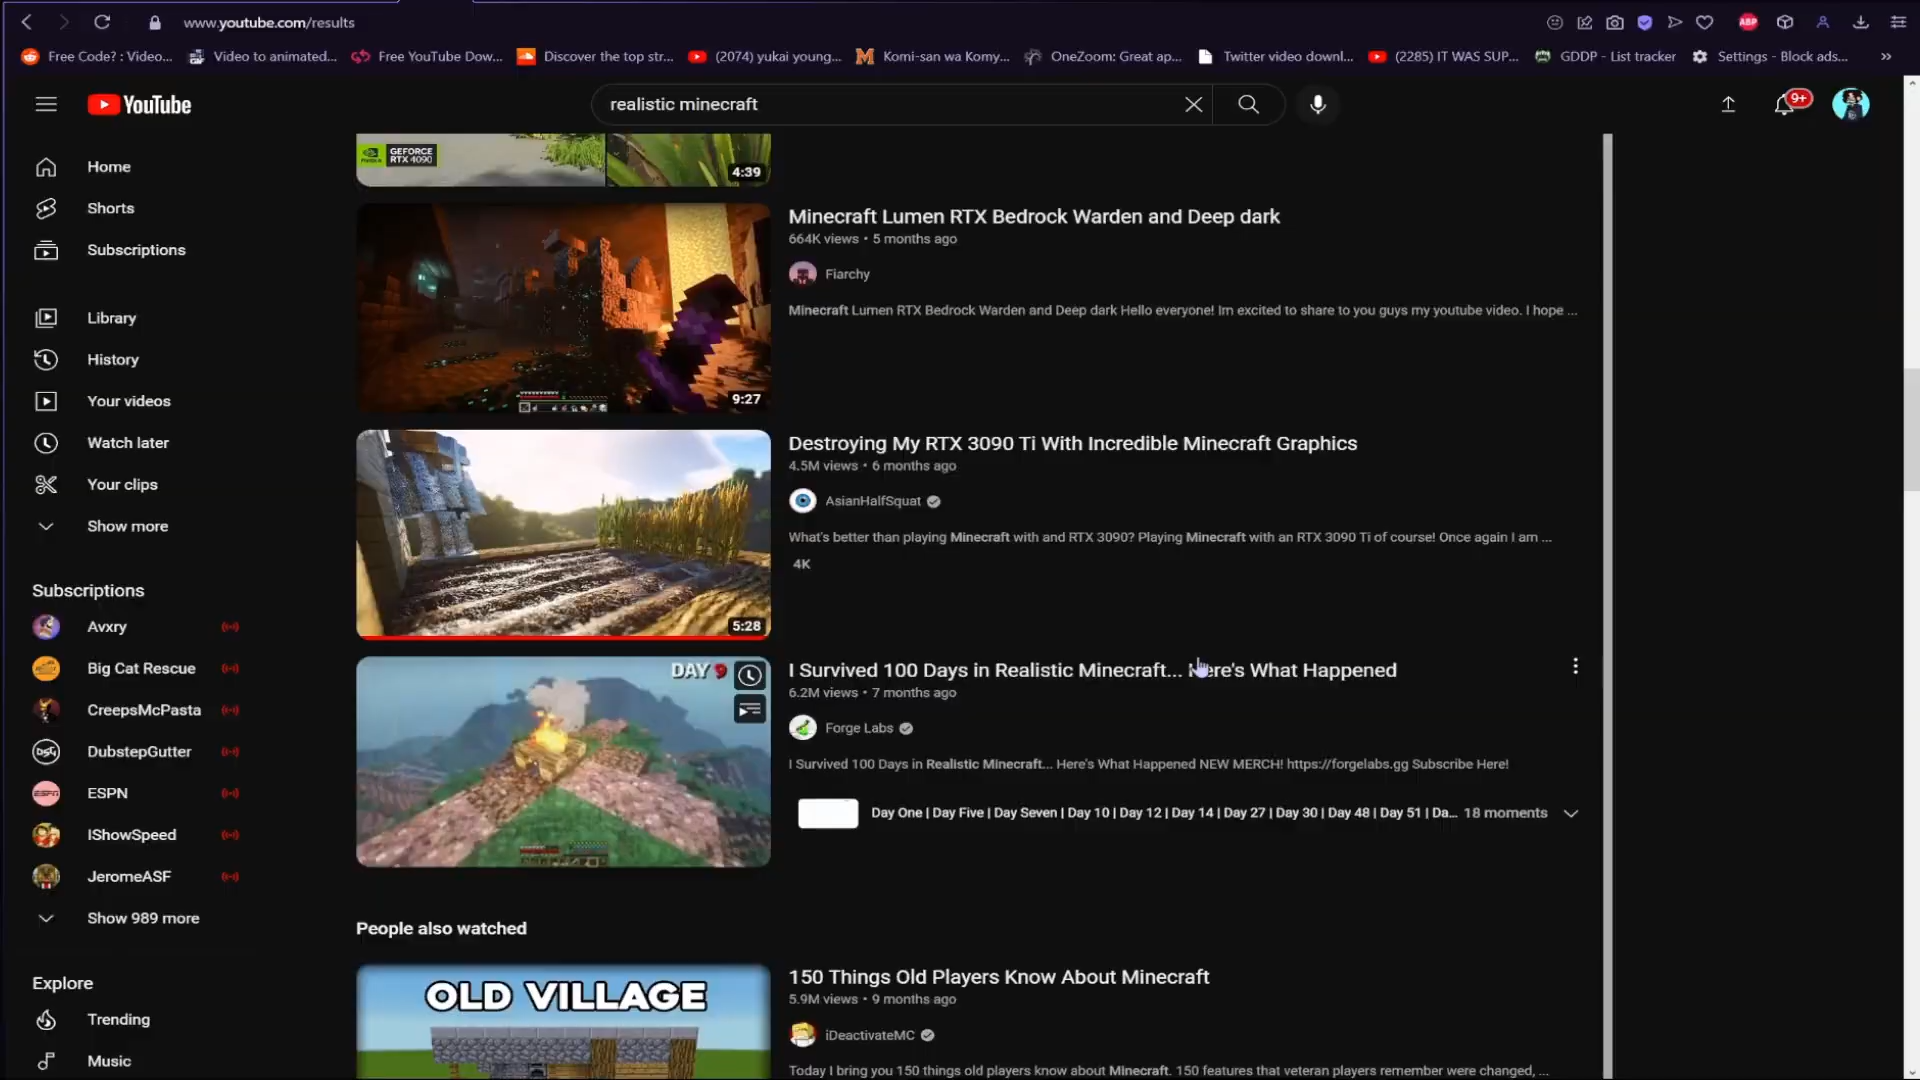 www.youtube.com/results
Free Code? : Video...
Video to animated...
Free YouTube Dow...
Discover the top str...
(2074) yukai young...
Komi-san wa Komy...
OneZoom: Great ap...
Twitter video downl...
(2285) IT WAS SUP...
GDDP - List tracker
Settings - Block ads...
YouTube
realistic minecraft
9+
ABP
Home
Shorts
Subscriptions
Library
History
Your videos
Watch later
Your clips
Show more
Subscriptions
Avxry
Big Cat Rescue
CreepsMcPasta
DSG
DubstepGutter
ESPN
ESPN
IShowSpeed
JeromeASF
Show 989 more
Explore
Trending
Music
GEFORCE
RTX 4090
4:39
Minecraft Lumen RTX Bedrock Warden and Deep dark
664K views • 5 months ago
Fiarchy
Minecraft Lumen RTX Bedrock Warden and Deep dark Hello everyone! Im excited to share to you guys my youtube video. I hope ...
9:27
Destroying My RTX 3090 Ti With Incredible Minecraft Graphics
4.5M views • 6 months ago
AsianHalfSquat
What's better than playing Minecraft with and RTX 3090? Playing Minecraft with an RTX 3090 Ti of course! Once again I am ...
4K
5:28
DAY 9
I Survived 100 Days in Realistic Minecraft... Here's What Happened
6.2M views • 7 months ago
Forge Labs
I Survived 100 Days in Realistic Minecraft... Here's What Happened NEW MERCH! https://forgelabs.gg Subscribe Here!
Day One | Day Five | Day Seven | Day 10 | Day 12 | Day 14 | Day 27 | Day 30 | Day 48 | Day 51 | Da... 18 moments
People also watched
OLD VILLAGE
150 Things Old Players Know About Minecraft
5.9M views • 9 months ago
iDeactivateMC
Today I bring you 150 things old players know about Minecraft. 150 features that veteran players remember were changed, ...